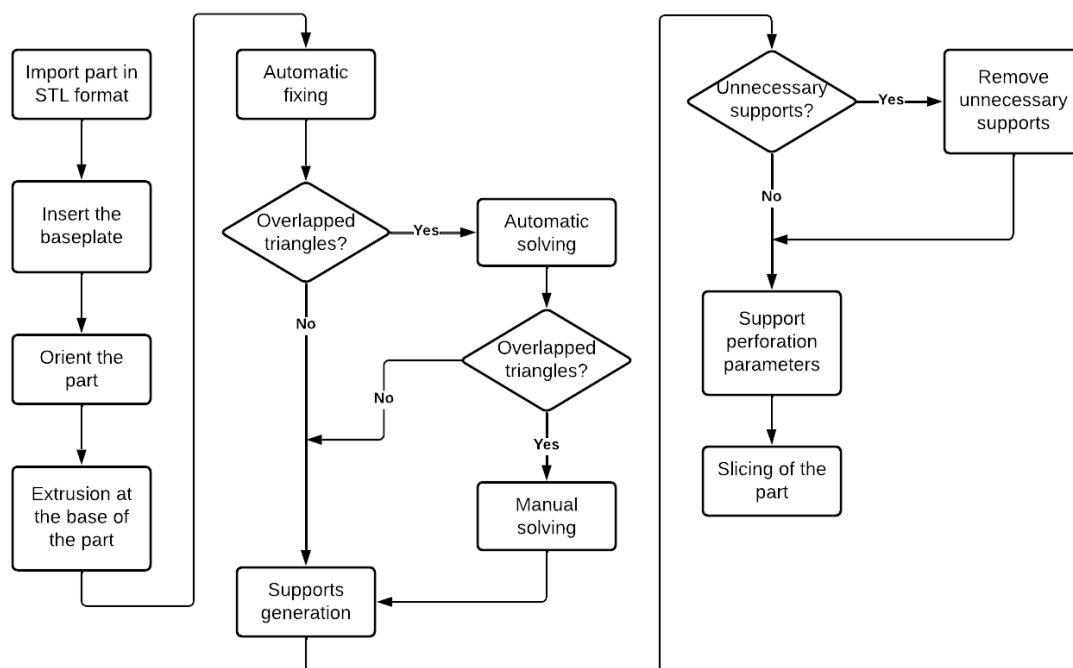 Import part in
STL format
Insert the
baseplate
Orient the
part
Extrusion at
the base of
the part
Automatic
fixing
Overlapped
triangles?
Yes
Automatic
solving
No
Overlapped
triangles?
No
Yes
Manual
solving
Supports
generation
Unnecessary
supports?
Yes
Remove
unnecessary
supports
No
Support
perforation
parameters
Slicing of the
part